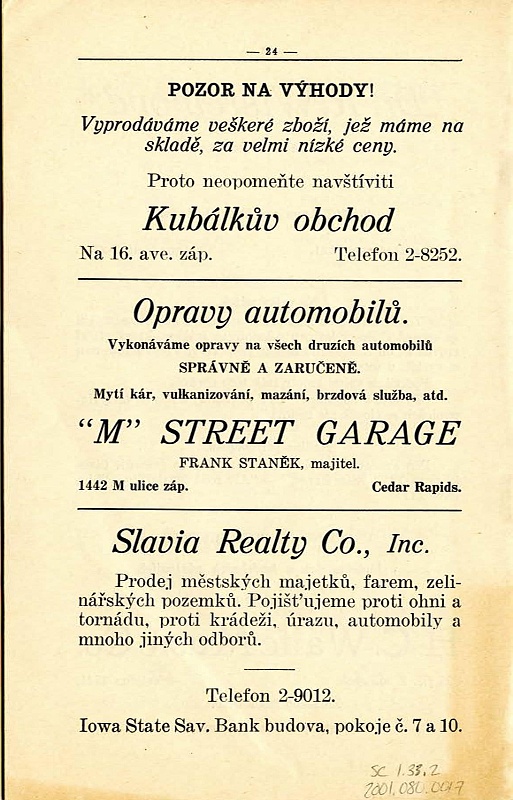 — 24 —
POZOR NA VÝHODY!
Vyprodáváme veškeré zboží, jež máme na
skladě, za velmi nízké ceny.
Proto neopomeňte navštíviti
Kubálkův obchod
Na 16. ave. záp. Telefon 2-8252.
Opravy automobilů.
Vykonáváme opravy na všech druzích automobilů
SPRÁVNĚ A ZARUČENĚ.
Mytí kár, vulkanizování, mazání, brzdová služba, atd.
“M” STREET GARAGE
FRANK STANĚK, majitel.
1442 M ulice záp. Cedar Rapids.
Slavia Realty Co., Inc.
Prodej městských majetků, farem, zeli-
nářských pozemků. Pojišt'ujeme proti ohni a
tornádu, proti krádeži, úrazu, automobily a
mnoho jiných odborů.
Telefon 2-9012.
Iowa State Sav. Bank budova, pokoje č. 7 a 10.
SC 1.33.2
2001.080.0017